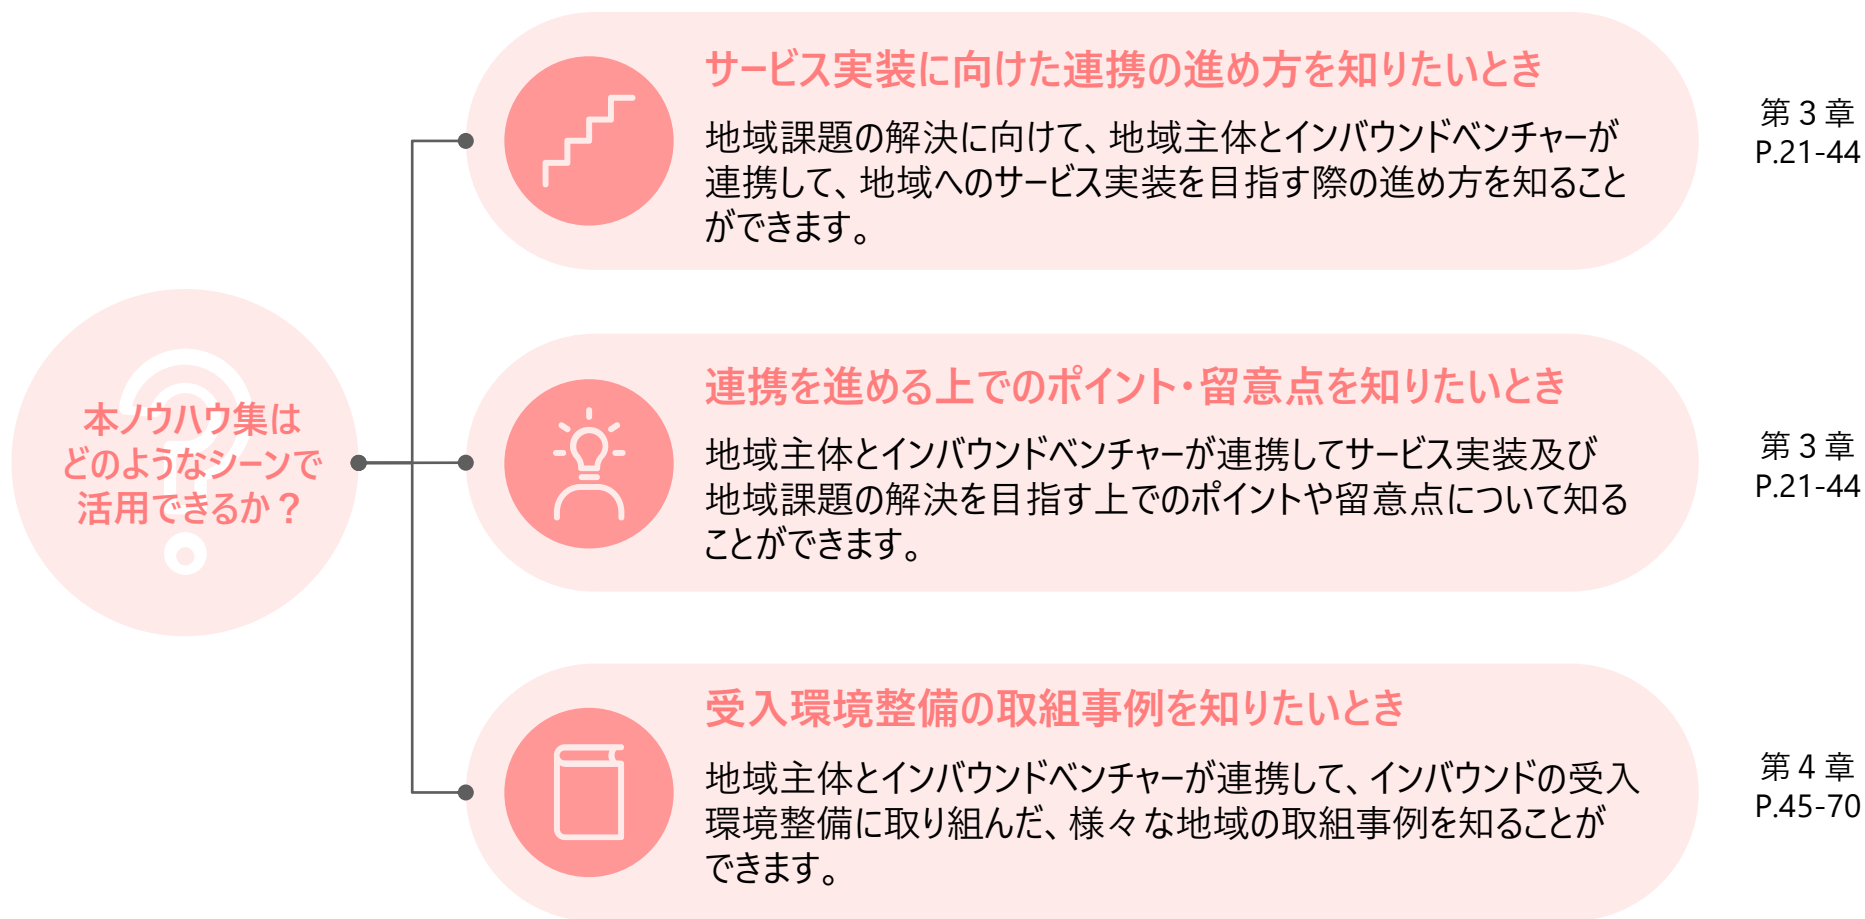 本ノウハウ集は
どのようなシーンで
活用できるか？
サービス実装に向けた連携の進め方を知りたいとき
地域課題の解決に向けて、地域主体とインバウンドベンチャーが
連携して、地域へのサービス実装を目指す際の進め方を知ること
ができます。
第３章
P.21-44
連携を進める上でのポイント・留意点を知りたいとき
地域主体とインバウンドベンチャーが連携してサービス実装及び
地域課題の解決を目指す上でのポイントや留意点について知る
ことができます。
第３章
P.21-44
受入環境整備の取組事例を知りたいとき
地域主体とインバウンドベンチャーが連携して、インバウンドの受入
環境整備に取り組んだ、様々な地域の取組事例を知ることが
できます。
第４章
P.45-70